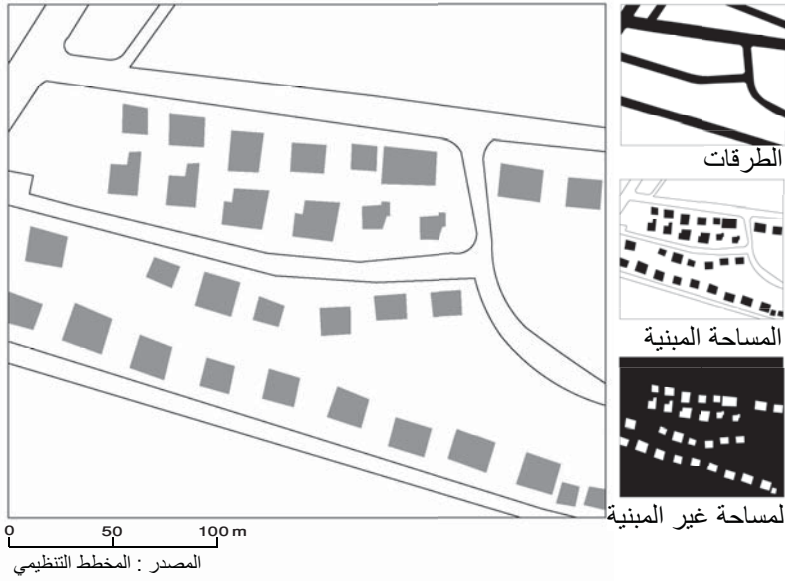 الطرقات
المساحة المبنية
لمساحة غير المبنية
0 50 100 m
المصدر : المخطط التنظيمي